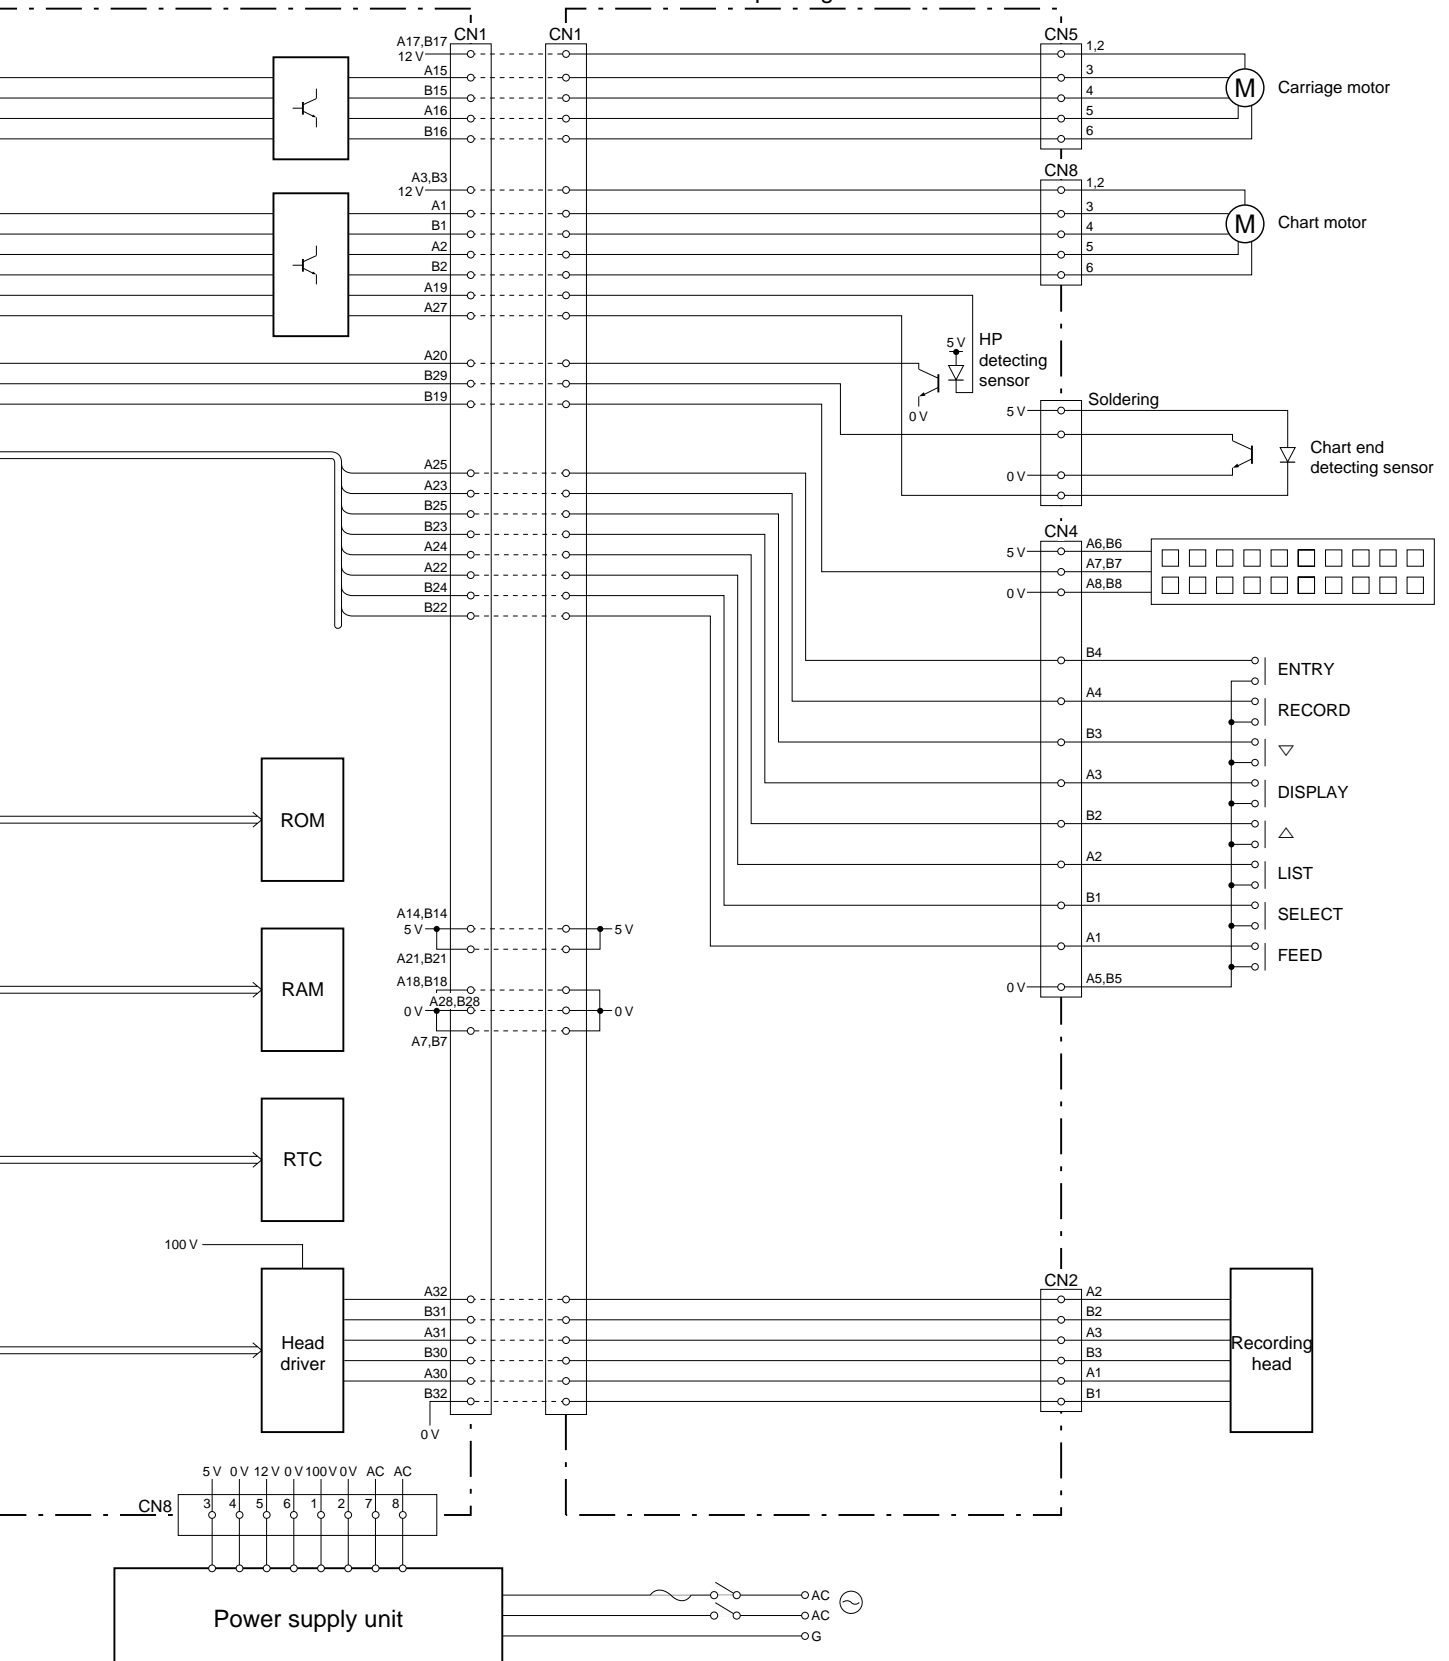 CN1
CN1
CN5
A17,B17
12 V
A15
B15
A16
B16
1,2
3
4
5
6
M
Carriage motor
CN8
A3,B3
12 V
A1
B1
A2
B2
A19
A27
1,2
3
4
5
6
M
Chart motor
A20
B29
B19
5 V
HP
detecting
sensor
0 V
Soldering
5 V
0 V
Chart end
detecting sensor
A25
A23
B25
B23
A24
A22
B24
B22
CN4
5 V
0 V
A6,B6
A7,B7
A8,B8
B4
ENTRY
A4
RECORD
B3
A3
DISPLAY
B2
A2
LIST
B1
SELECT
A1
FEED
0 V
A5,B5
ROM
RAM
RTC
A14,B14
5 V
5 V
A21,B21
A18,B18
A28,B28
0 V
0 V
A7,B7
100 V
Head
driver
A32
B31
A31
B30
A30
B32
0 V
CN2
A2
B2
A3
B3
A1
B1
Recording
head
5 V 0 V 12 V 0 V 100 V 0 V AC AC
CN8
3 4 5 6 1 2 7 8
Power supply unit
AC
AC
G